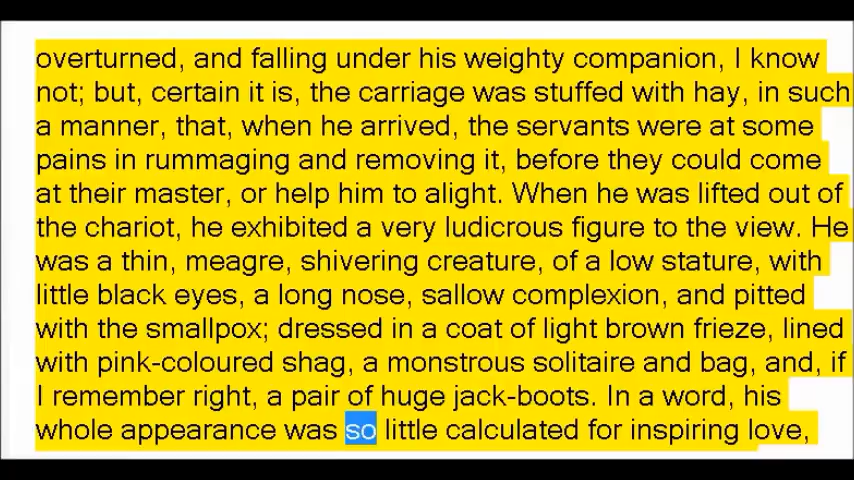 overturned, and falling under his weighty companion, I know
not; but, certain it is, the carriage was stuffed with hay, in such
a manner, that, when he arrived, the servants were at some
pains in rummaging and removing it, before they could come
at their master, or help him to alight. When he was lifted out of
the chariot, he exhibited a very ludicrous figure to the view. He
was a thin, meagre, shivering creature, of a low stature, with
little black eyes, a long nose, sallow complexion, and pitted
with the smallpox; dressed in a coat of light brown frieze, lined
with pink-coloured shag, a monstrous solitaire and bag, and, if
I remember right, a pair of huge jack-boots. In a word, his
whole appearance was so little calculated for inspiring love,